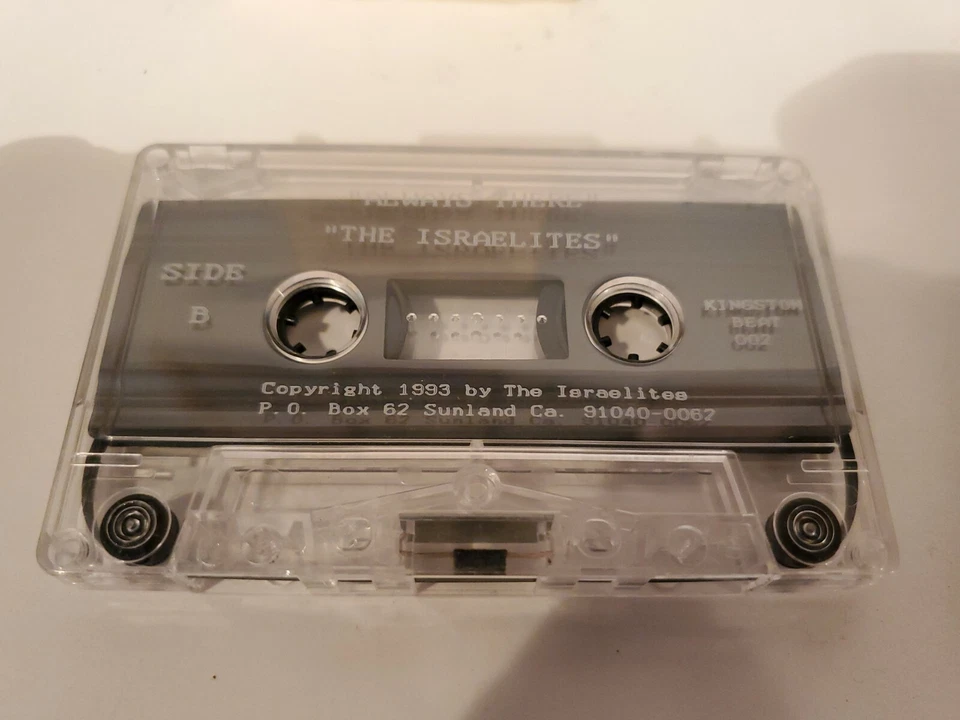 "ALWAYS THERE"
"THE ISRAELITES"
SIDE
B
KINGSTON
BEAT
002
Copyright 1993 by The Israelites
P.O. Box 62 Sunland Ca. 91040-0062